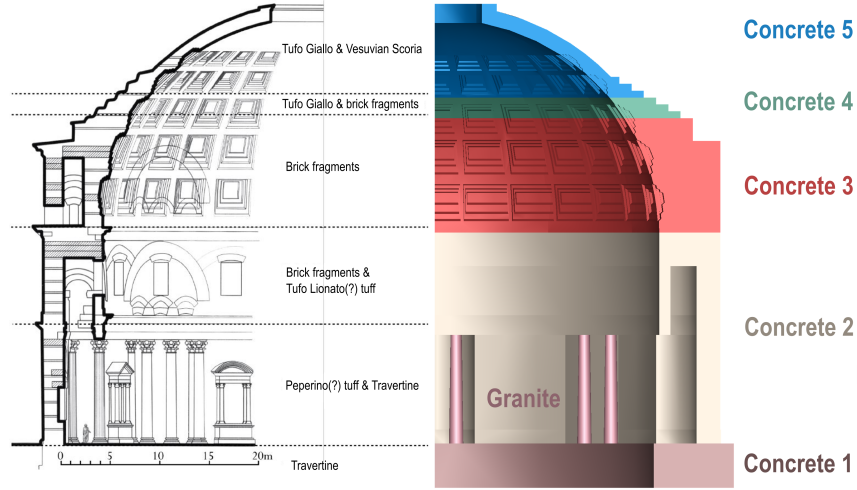 Tufo Giallo & Vesuvian Scoria
Tufo Giallo & brick fragments
Brick fragments
Brick fragments &
Tufo Lionato(?) tuff
Peperino(?) tuff & Travertine
0 5 10 15 20m
Travertine
Concrete 5
Concrete 4
Concrete 3
Concrete 2
Granite
Concrete 1